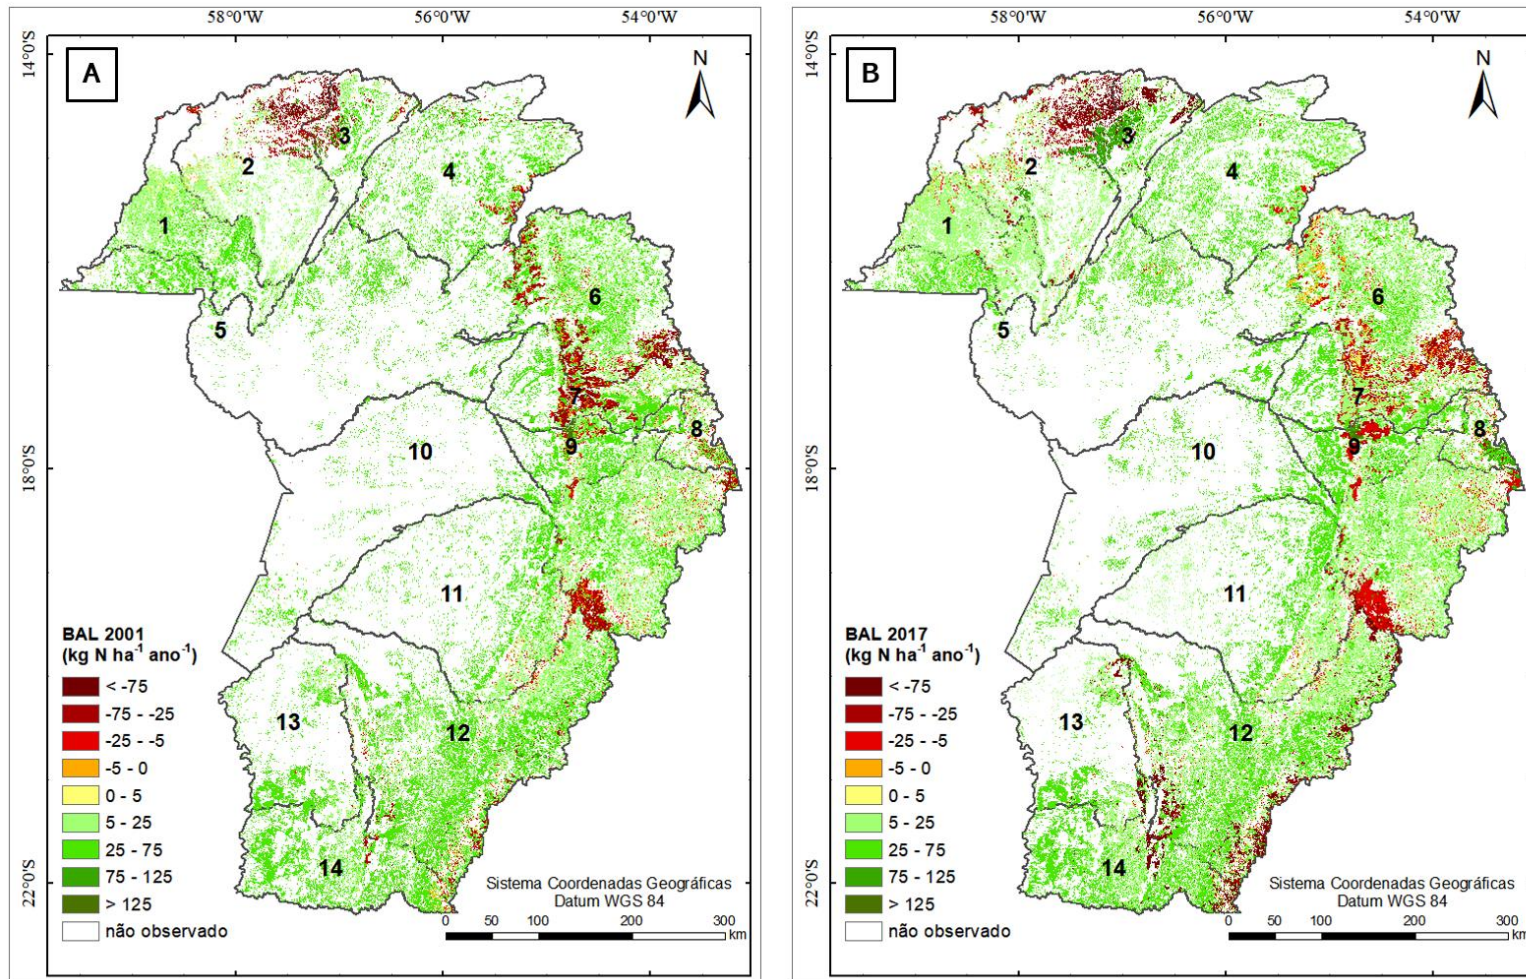 58°0'W 56°0'W 54°0'W
14°0'S
18°0'S
22°0'S
A
N
1
2
3
4
5
6
7
8
9
10
11
12
13
14
BAL 2001
(kg N ha⁻¹ ano⁻¹)
< -75
-75 - -25
-25 - -5
-5 - 0
0 - 5
5 - 25
25 - 75
75 - 125
> 125
não observado
Sistema Coordenadas Geográficas
Datum WGS 84
0 50 100 200 300
km
58°0'W 56°0'W 54°0'W
14°0'S
18°0'S
22°0'S
B
N
1
2
3
4
5
6
7
8
9
10
11
12
13
14
BAL 2017
(kg N ha⁻¹ ano⁻¹)
< -75
-75 - -25
-25 - -5
-5 - 0
0 - 5
5 - 25
25 - 75
75 - 125
> 125
não observado
Sistema Coordenadas Geográficas
Datum WGS 84
0 50 100 200 300
km